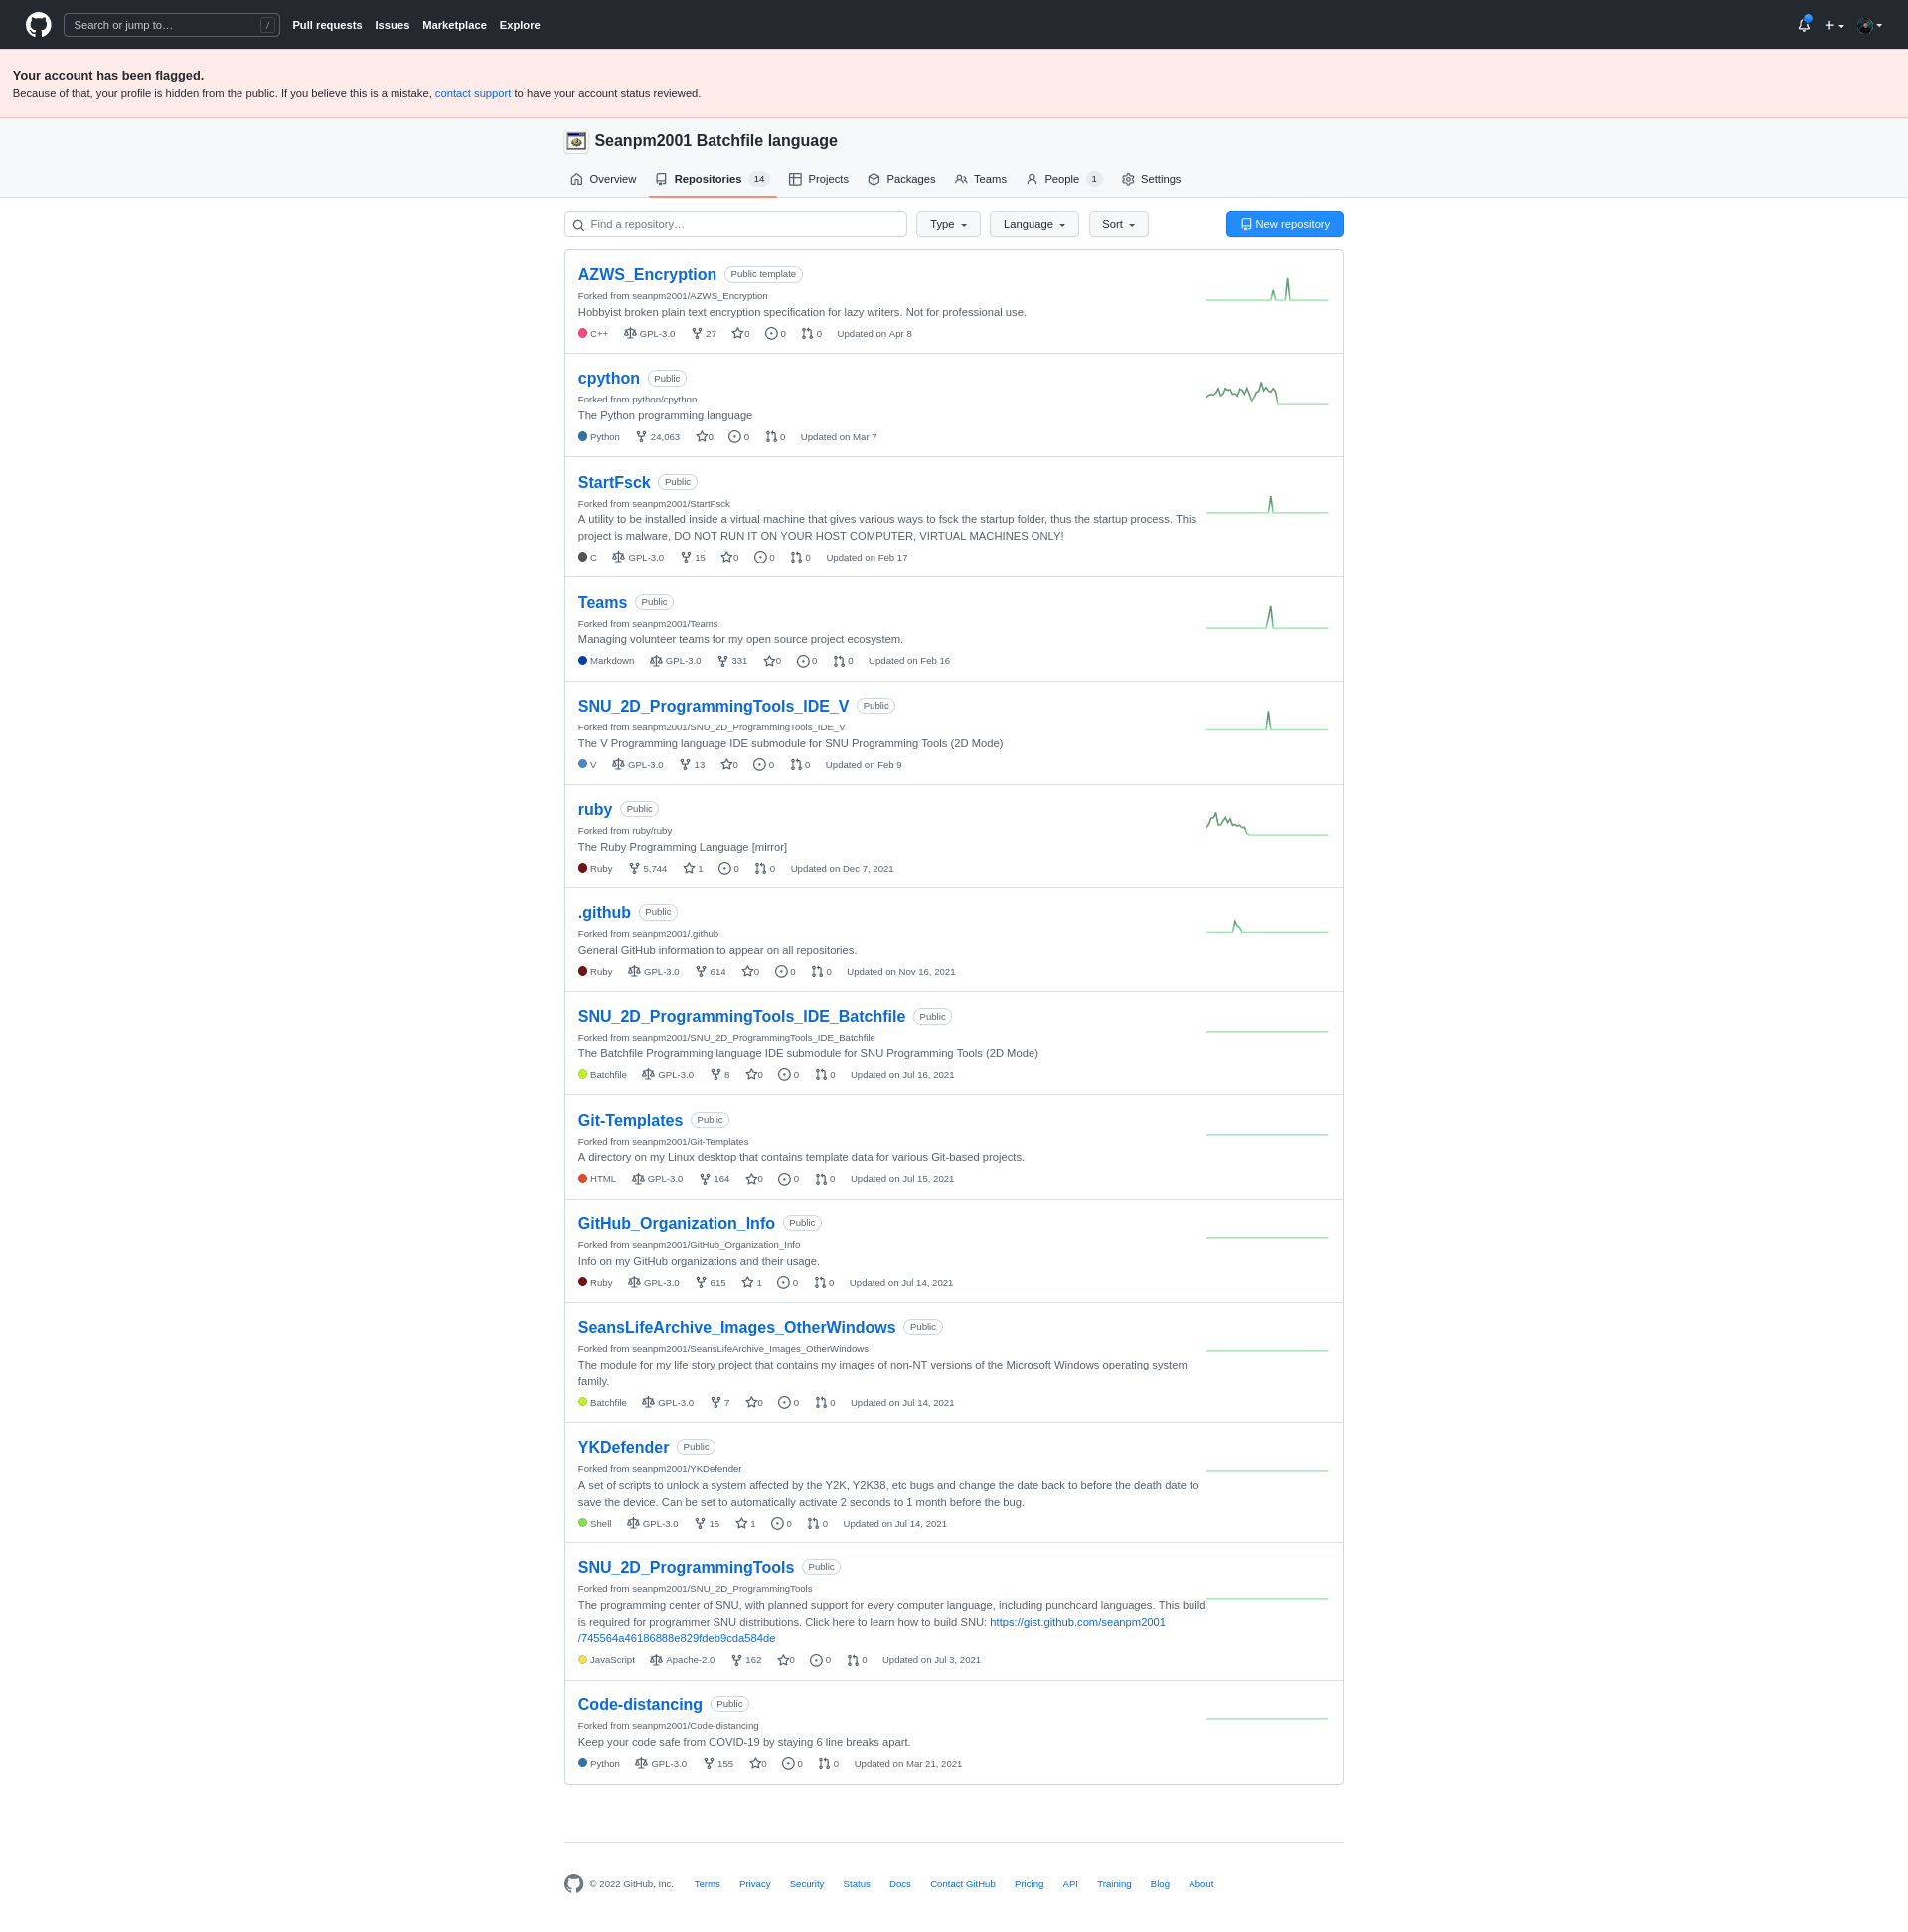 Search or jump to… /
Pull requests Issues Marketplace Explore
Your account has been flagged.
Because of that, your profile is hidden from the public. If you believe this is a mistake, contact support to have your account status reviewed.
Seanpm2001 Batchfile language
Overview Repositories 14 Projects Packages Teams People 1 Settings
Find a repository… Type Language Sort New repository
AZWS_Encryption Public template
Forked from seanpm2001/AZWS_Encryption
Hobbyist broken plain text encryption specification for lazy writers. Not for professional use.
C++ GPL-3.0 27 0 0 0 Updated on Apr 8
cpython Public
Forked from python/cpython
The Python programming language
Python 24,063 0 0 0 Updated on Mar 7
StartFsck Public
Forked from seanpm2001/StartFsck
A utility to be installed inside a virtual machine that gives various ways to fsck the startup folder, thus the startup process. This
project is malware, DO NOT RUN IT ON YOUR HOST COMPUTER, VIRTUAL MACHINES ONLY!
C GPL-3.0 15 0 0 0 Updated on Feb 17
Teams Public
Forked from seanpm2001/Teams
Managing volunteer teams for my open source project ecosystem.
Markdown GPL-3.0 331 0 0 0 Updated on Feb 16
SNU_2D_ProgrammingTools_IDE_V Public
Forked from seanpm2001/SNU_2D_ProgrammingTools_IDE_V
The V Programming language IDE submodule for SNU Programming Tools (2D Mode)
V GPL-3.0 13 0 0 0 Updated on Feb 9
ruby Public
Forked from ruby/ruby
The Ruby Programming Language [mirror]
Ruby 5,744 1 0 0 Updated on Dec 7, 2021
.github Public
Forked from seanpm2001/.github
General GitHub information to appear on all repositories.
Ruby GPL-3.0 614 0 0 0 Updated on Nov 16, 2021
SNU_2D_ProgrammingTools_IDE_Batchfile Public
Forked from seanpm2001/SNU_2D_ProgrammingTools_IDE_Batchfile
The Batchfile Programming language IDE submodule for SNU Programming Tools (2D Mode)
Batchfile GPL-3.0 8 0 0 0 Updated on Jul 16, 2021
Git-Templates Public
Forked from seanpm2001/Git-Templates
A directory on my Linux desktop that contains template data for various Git-based projects.
HTML GPL-3.0 164 0 0 0 Updated on Jul 15, 2021
GitHub_Organization_Info Public
Forked from seanpm2001/GitHub_Organization_Info
Info on my GitHub organizations and their usage.
Ruby GPL-3.0 615 1 0 0 Updated on Jul 14, 2021
SeansLifeArchive_Images_OtherWindows Public
Forked from seanpm2001/SeansLifeArchive_Images_OtherWindows
The module for my life story project that contains my images of non-NT versions of the Microsoft Windows operating system
family.
Batchfile GPL-3.0 7 0 0 0 Updated on Jul 14, 2021
YKDefender Public
Forked from seanpm2001/YKDefender
A set of scripts to unlock a system affected by the Y2K, Y2K38, etc bugs and change the date back to before the death date to
save the device. Can be set to automatically activate 2 seconds to 1 month before the bug.
Shell GPL-3.0 15 1 0 0 Updated on Jul 14, 2021
SNU_2D_ProgrammingTools Public
Forked from seanpm2001/SNU_2D_ProgrammingTools
The programming center of SNU, with planned support for every computer language, including punchcard languages. This build
is required for programmer SNU distributions. Click here to learn how to build SNU: https://gist.github.com/seanpm2001
/745564a46186888e829fdeb9cda584de
JavaScript Apache-2.0 162 0 0 0 Updated on Jul 3, 2021
Code-distancing Public
Forked from seanpm2001/Code-distancing
Keep your code safe from COVID-19 by staying 6 line breaks apart.
Python GPL-3.0 155 0 0 0 Updated on Mar 21, 2021
© 2022 GitHub, Inc. Terms Privacy Security Status Docs Contact GitHub Pricing API Training Blog About